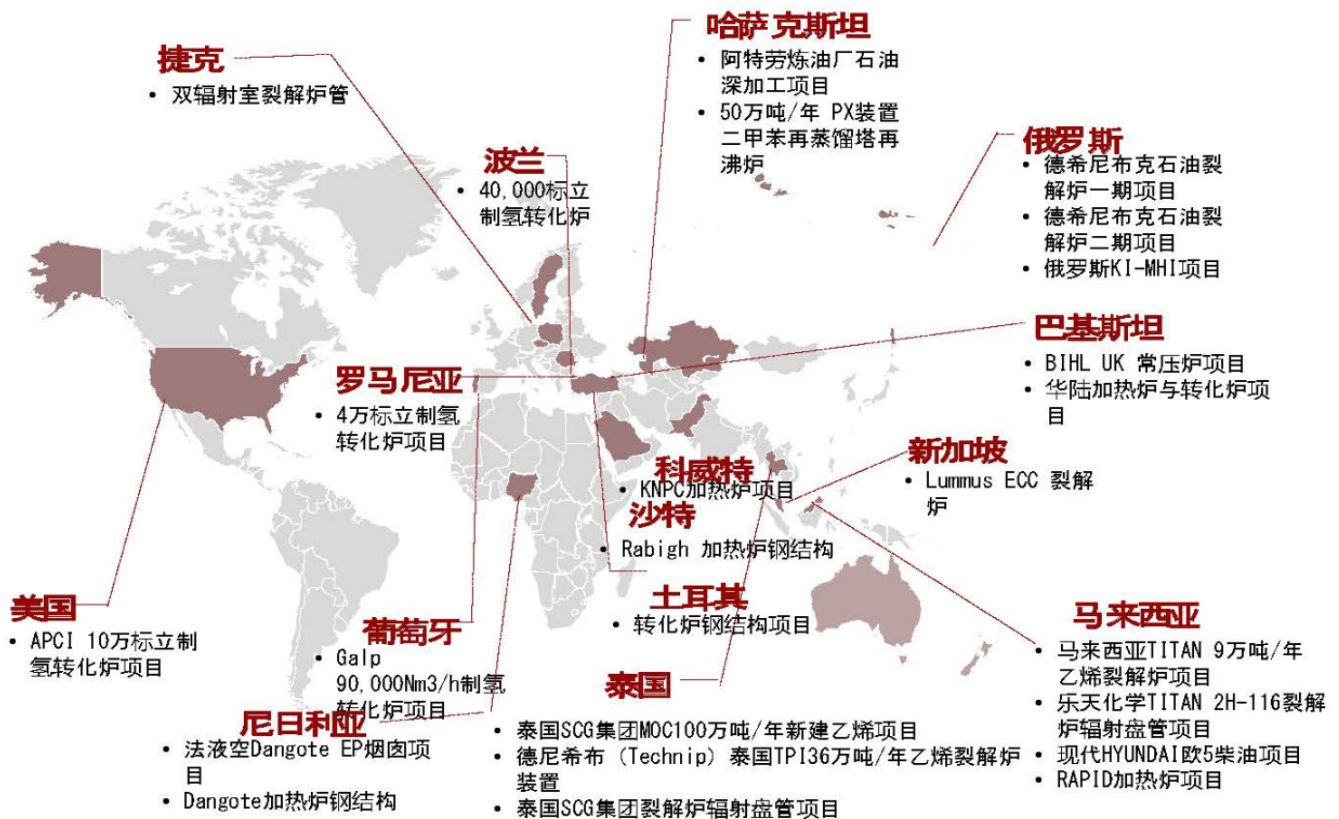 哈萨克斯坦
• 阿特劳炼油厂石油
深加工项目
• 50万吨/年 PX装置
二甲苯再蒸馏塔再
沸炉
捷克
• 双辐射室裂解炉管
波兰
• 40,000标立
制氢转化炉
俄罗斯
• 德希尼布克石油裂
解炉一期项目
• 德希尼布克石油裂
解炉二期项目
• 俄罗斯KI-MHI项目
巴基斯坦
• BIHL UK 常压炉项目
• 华陆加热炉与转化炉项
目
罗马尼亚
• 4万标立制氢
转化炉项目
科威特
• KNPC加热炉项目
新加坡
• Lummus ECC 裂解
炉
沙特
• Rabigh 加热炉钢结构
土耳其
• 转化炉钢结构项目
美国
• APCI 10万标立制
氢转化炉项目
葡萄牙
• Galp
90,000Nm3/h制氢
转化炉项目
马来西亚
• 马来西亚TITAN 9万吨/年
乙烯裂解炉项目
• 乐天化学TITAN 2H-116裂解
炉辐射盘管项目
• 现代HYUNDAI欧5柴油项目
• RAPID加热炉项目
尼日利亚
• 法液空Dangote EP烟囱项
目
• Dangote加热炉钢结构
泰国
• 泰国SCG集团MOC100万吨/年新建乙烯项目
• 德尼希布 (Technip) 泰国TPI36万吨/年乙烯裂解炉
装置
• 泰国SCG集团裂解炉辐射盘管项目